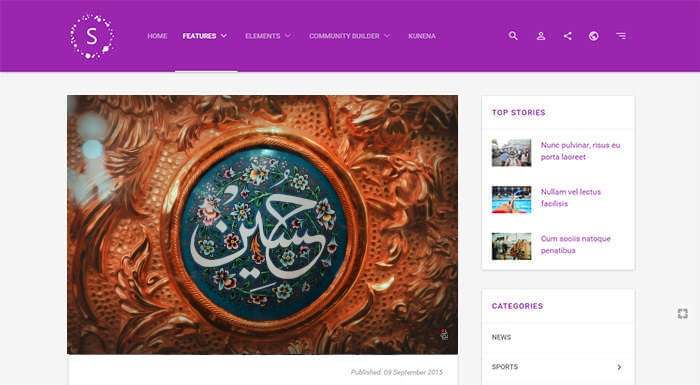 S
HOME
FEATURES
ELEMENTS
COMMUNITY BUILDER
KUNENA
حسين
Published: 09 September 2015
TOP STORIES
Nunc pulvinar, risus eu
porta laoreet
Nullam vel lectus
facilisis
Cum sociis natoque
penatibus
CATEGORIES
NEWS
SPORTS